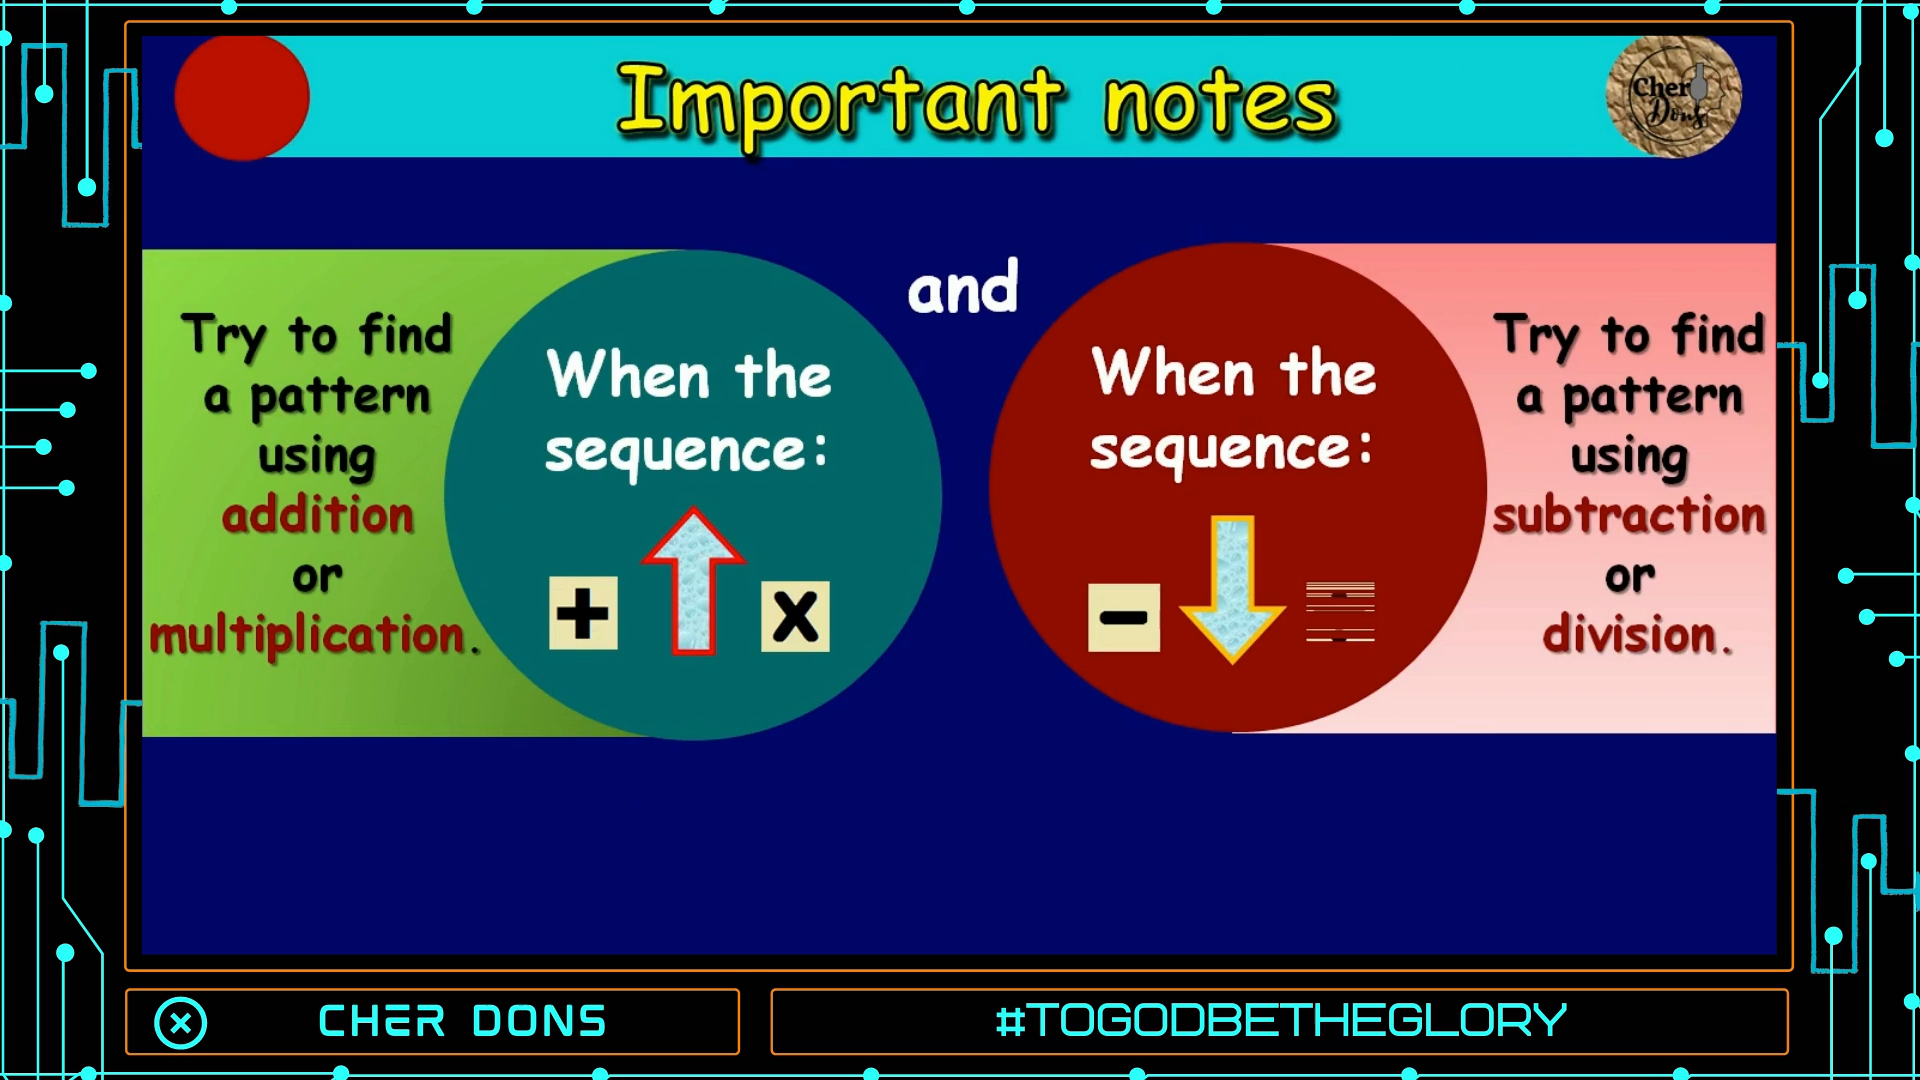 Important notes
Cher
Dons
and
Try to find
a pattern
using
addition
or
multiplication.
When the
sequence:
+ x
When the
sequence:
-
Try to find
a pattern
using
subtraction
or
division.
CHER DONS
#TOGODBETHEGLORY